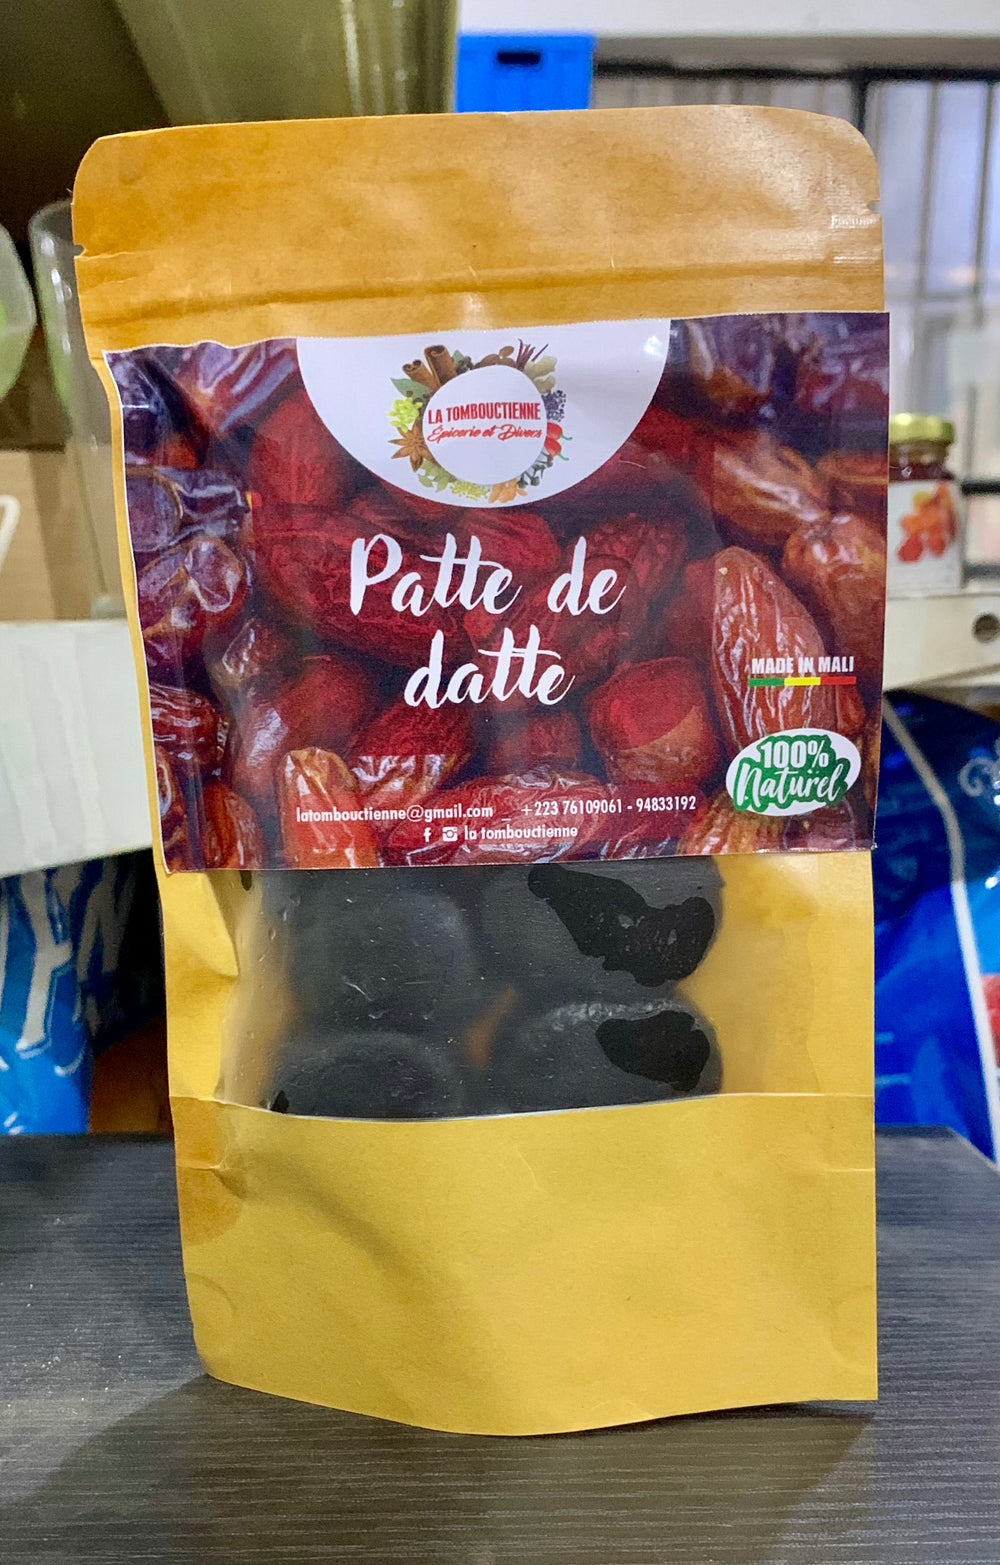 LA TOMBOUCTIENNE
Epicerie et Divers
Patte de
datte
MADE IN MALI
100%
Naturel
latombouctienne@gmail.com _ +223 76109061 - 94833192
la tombouctienne